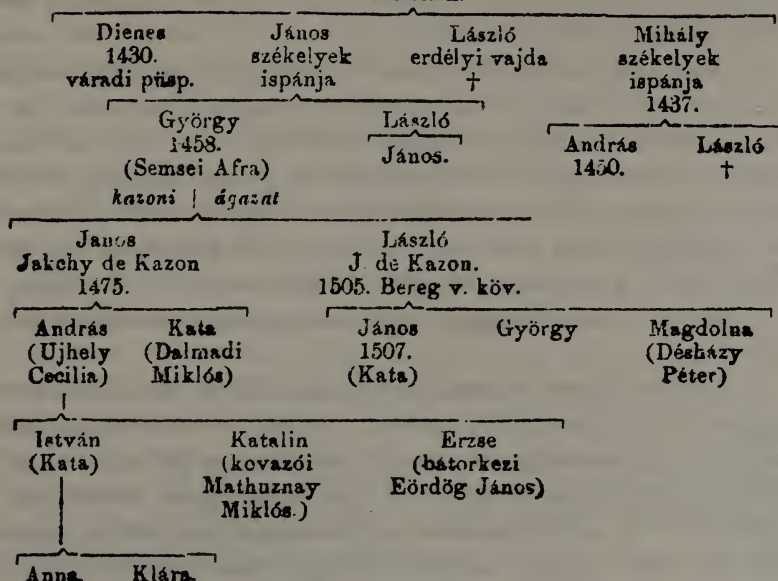 Dienes János László Mihály
1430. székelyek erdélyi vajda székelyek
váradi püsp. ispánja † ispánja
1437.
György László
1458. János. András László
(Semsei Afra) 1450. †
kazoni | ágazat
Janos László
Jakchy de Kazon J. de Kazon.
1475. 1505. Bereg v. köv.
András Kata János György Magdolna
(Ujhely (Dalmadi 1507. (Désházy
Cecilia) Miklós) (Kata) Péter)
István Katalin Erzse
(Kata) (kovazói (bátorkezi
Mathuznay Eördög János)
Miklós.)
Anna. Klára.